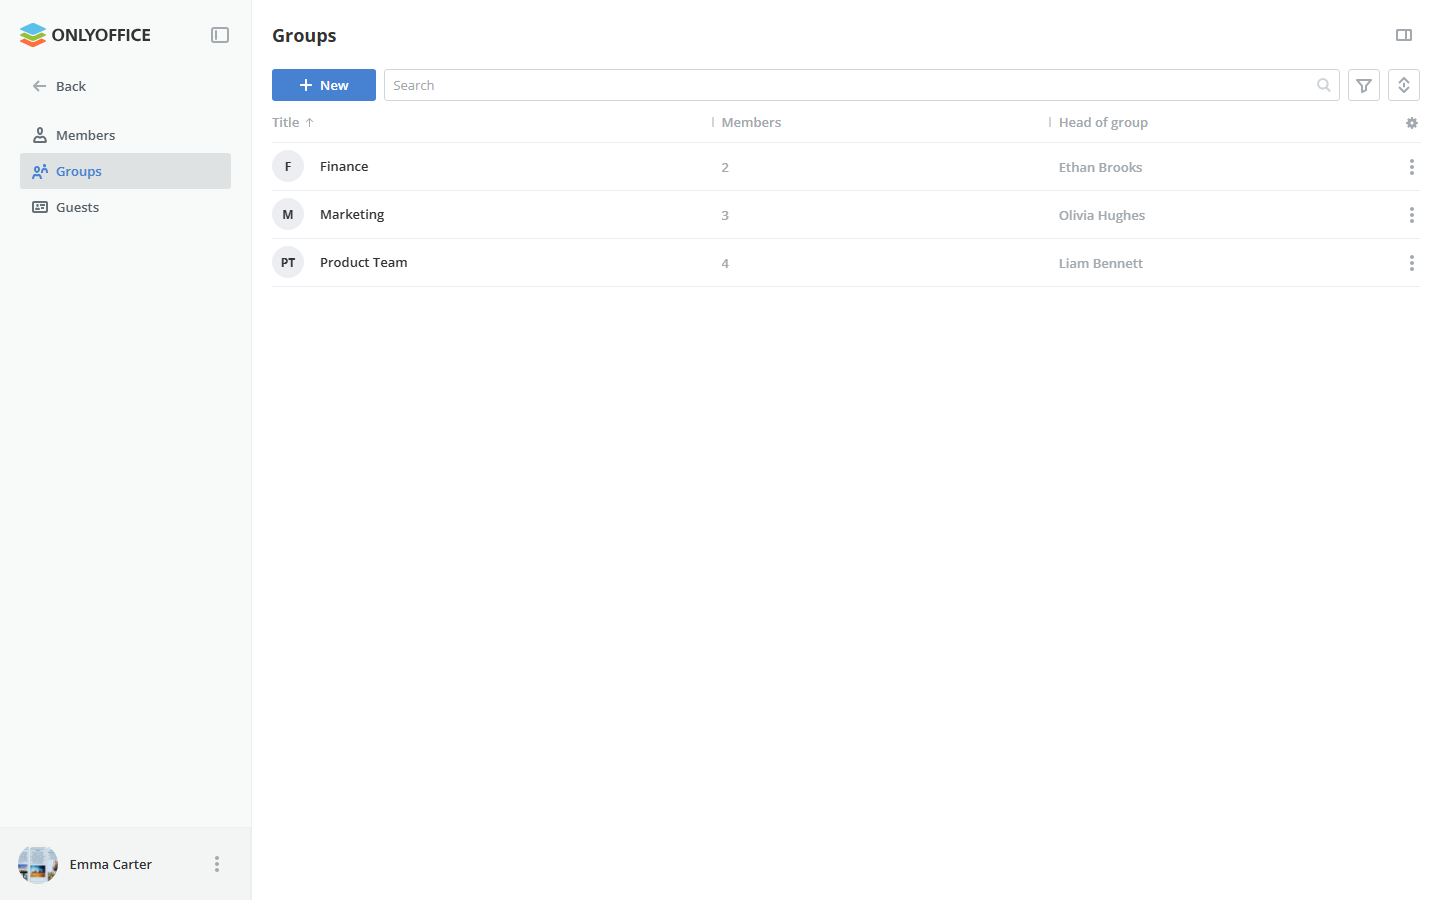 ONLYOFFICE
Back
Members
Groups
Guests
Emma Carter
Groups
New
Search
Title Members Head of group
F Finance 2 Ethan Brooks
M Marketing 3 Olivia Hughes
PT Product Team 4 Liam Bennett